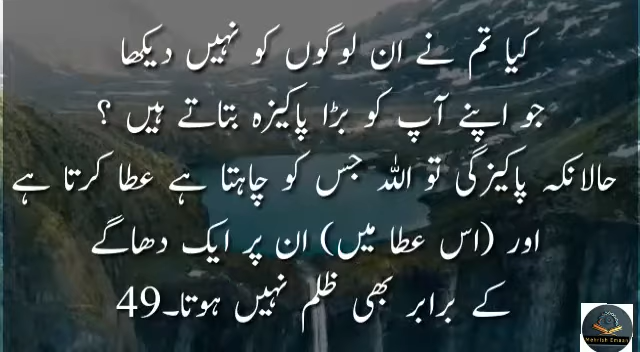 کیا تم نے ان لوگوں کو نہیں دیکھا
جو اپنے آپ کو بڑا پاکیزہ بتاتے ہیں ؟
حالانکہ پاکیزگی تو اللہ جس کو چاہتا ہے عطا کرتا ہے
اور (اس عطا میں) ان پر ایک دھاگے
کے برابر بھی ظلم نہیں ہوتا۔49
Mehrish Emaan